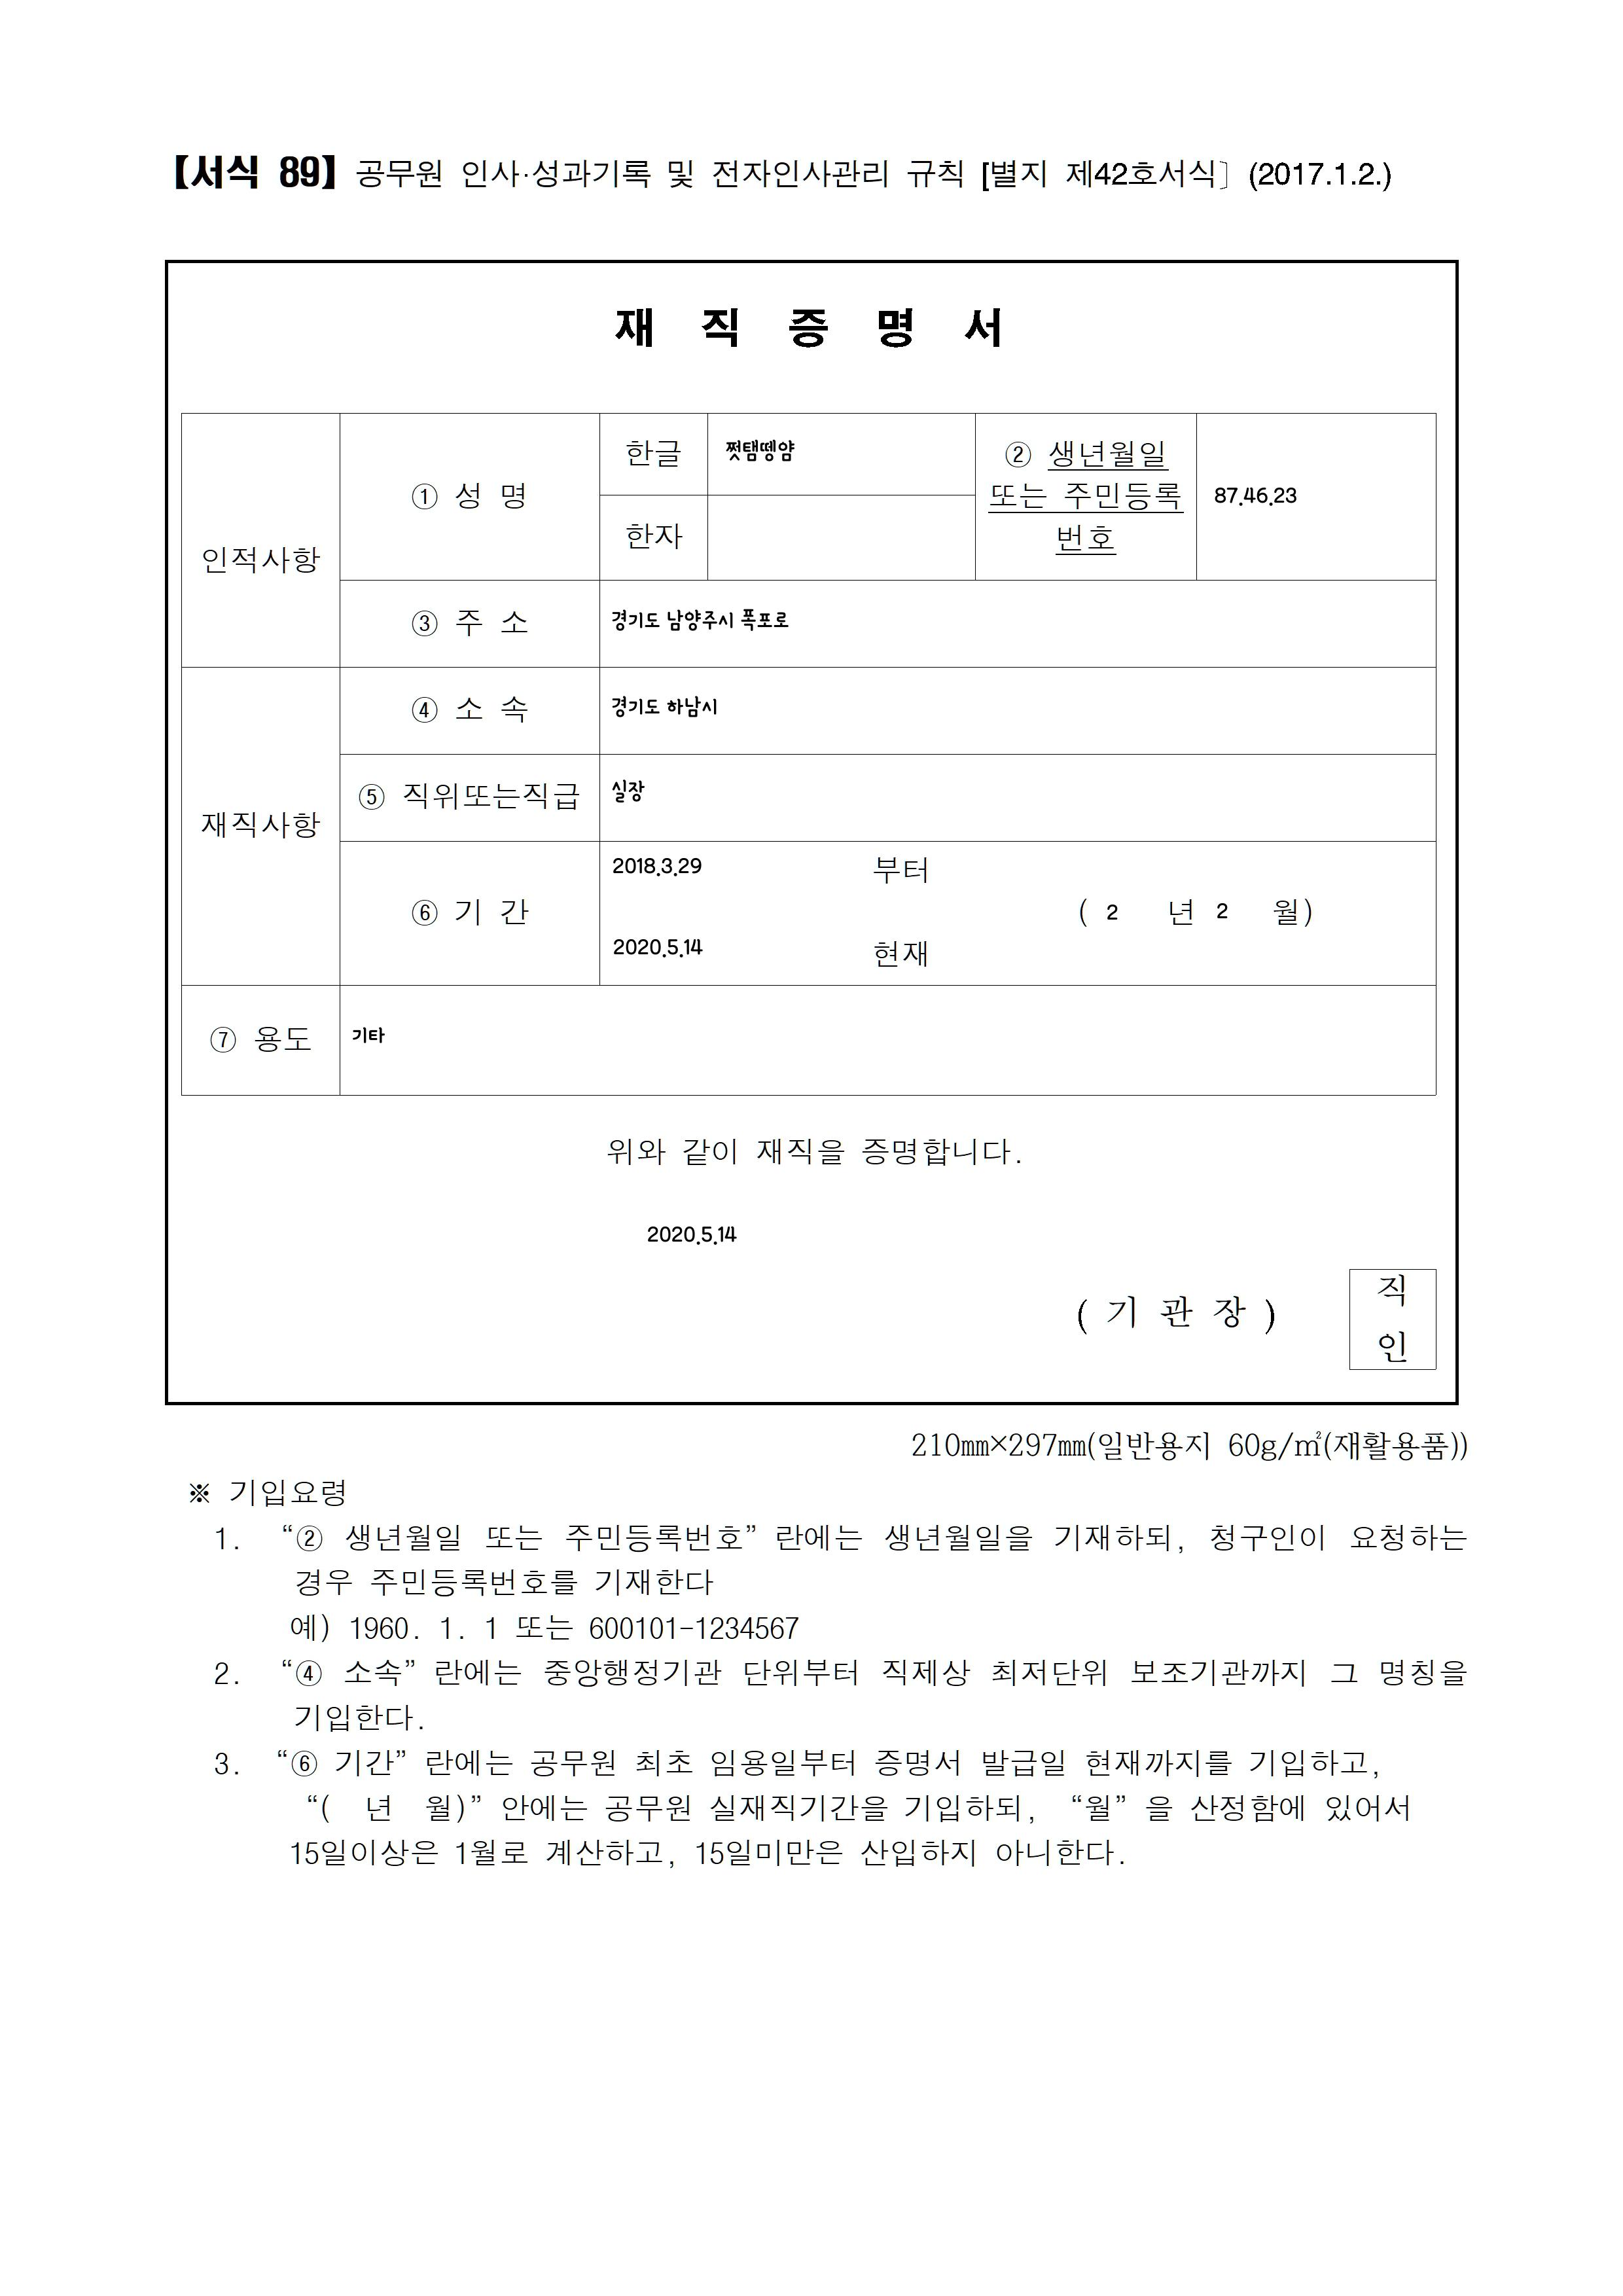 【서식 89】 공무원 인사·성과기록 및 전자인사관리 규칙 [별지 제42호서식〕 (2017.1.2.)
재 직 증 명 서
인적사항
① 성 명
한글
쩟탬뗑얌
한자
② 생년월일
또는 주민등록
번호
87.46.23
③ 주 소
경기도 남양주시 폭포로
재직사항
④ 소 속
경기도 하남시
⑤ 직위또는직급
실장
⑥ 기 간
2018.3.29 부터
( 2 년 2 월)
2020.5.14 현재
⑦ 용도
기타
위와 같이 재직을 증명합니다.
2020.5.14
( 기 관 장 )
직
인
210㎜×297㎜(일반용지 60g/㎡(재활용품))
※ 기입요령
1. “② 생년월일 또는 주민등록번호” 란에는 생년월일을 기재하되, 청구인이 요청하는
경우 주민등록번호를 기재한다
예) 1960. 1. 1 또는 600101-1234567
2. “④ 소속” 란에는 중앙행정기관 단위부터 직제상 최저단위 보조기관까지 그 명칭을
기입한다.
3. “⑥ 기간” 란에는 공무원 최초 임용일부터 증명서 발급일 현재까지를 기입하고,
“( 년 월)” 안에는 공무원 실재직기간을 기입하되, “월” 을 산정함에 있어서
15일이상은 1월로 계산하고, 15일미만은 산입하지 아니한다.